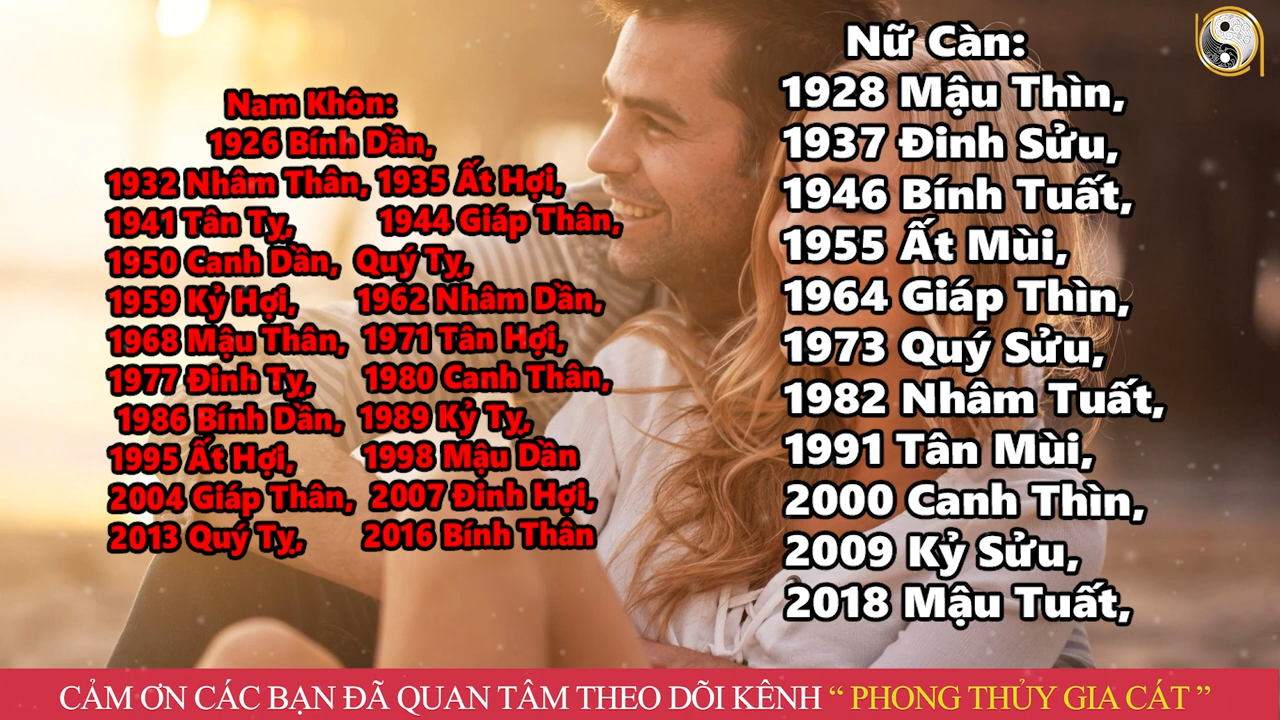 Nam Khôn:
1926 Bính Dần,
1932 Nhâm Thân, 1935 Ất Hợi,
1941 Tân Tỵ, 1944 Giáp Thân,
1950 Canh Dần, Quý Tỵ,
1959 Kỷ Hợi, 1962 Nhâm Dần,
1968 Mậu Thân, 1971 Tân Hợi,
1977 Đinh Tỵ, 1980 Canh Thân,
1986 Bính Dần, 1989 Kỷ Tỵ,
1995 Ất Hợi, 1998 Mậu Dần
2004 Giáp Thân, 2007 Đinh Hợi,
2013 Quý Tỵ, 2016 Bính Thân
Nữ Càn:
1928 Mậu Thìn,
1937 Đinh Sửu,
1946 Bính Tuất,
1955 Ất Mùi,
1964 Giáp Thìn,
1973 Quý Sửu,
1982 Nhâm Tuất,
1991 Tân Mùi,
2000 Canh Thìn,
2009 Kỷ Sửu,
2018 Mậu Tuất,
CẢM ƠN CÁC BẠN ĐÃ QUAN TÂM THEO DÕI KÊNH “ PHONG THỦY GIA CÁT ”